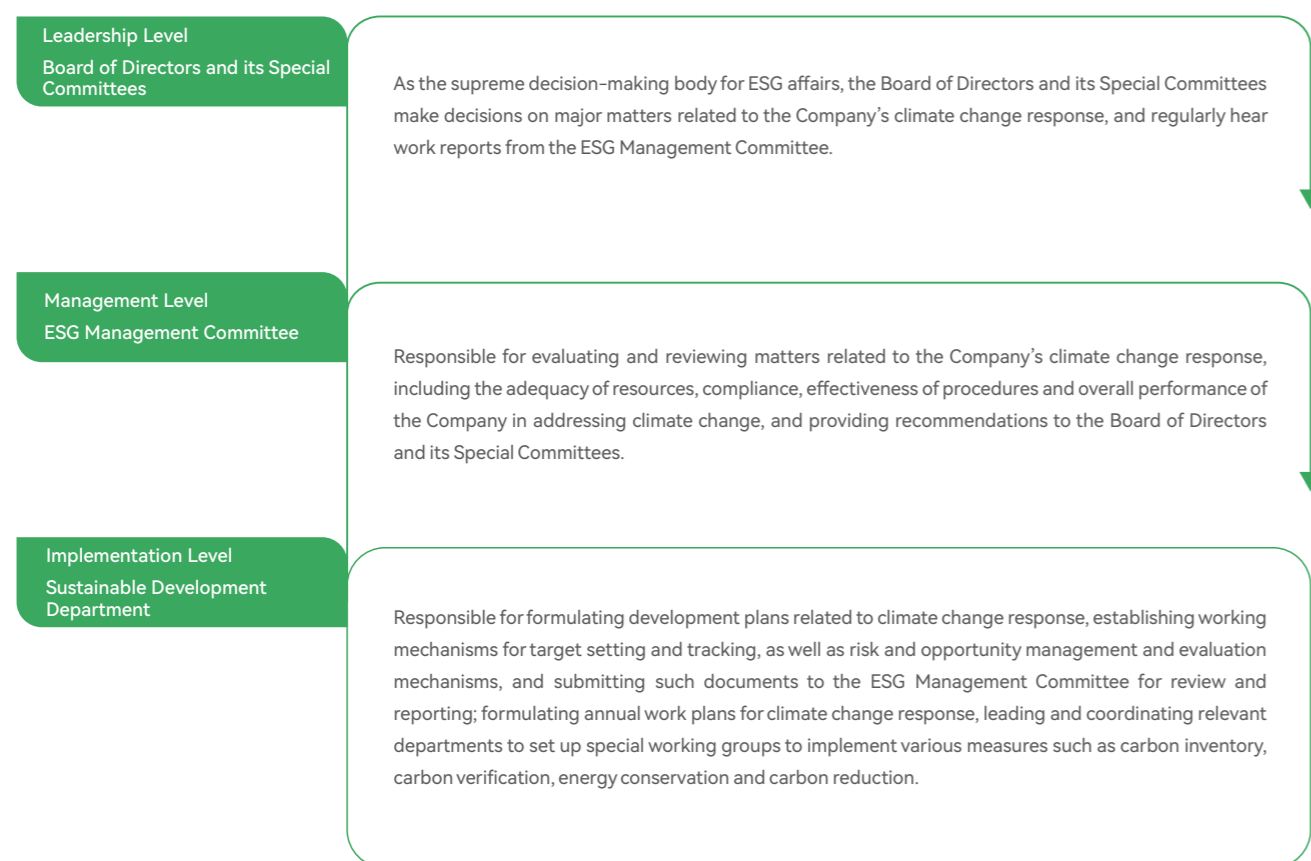 Leadership Level
Board of Directors and its Special
Committees
As the supreme decision-making body for ESG affairs, the Board of Directors and its Special Committees
make decisions on major matters related to the Company's climate change response, and regularly hear
work reports from the ESG Management Committee.
Management Level
ESG Management Committee
Responsible for evaluating and reviewing matters related to the Company's climate change response,
including the adequacy of resources, compliance, effectiveness of procedures and overall performance of
the Company in addressing climate change, and providing recommendations to the Board of Directors
and its Special Committees.
Implementation Level
Sustainable Development
Department
Responsible for formulating development plans related to climate change response, establishing working
mechanisms for target setting and tracking, as well as risk and opportunity management and evaluation
mechanisms, and submitting such documents to the ESG Management Committee for review and
reporting; formulating annual work plans for climate change response, leading and coordinating relevant
departments to set up special working groups to implement various measures such as carbon inventory,
carbon verification, energy conservation and carbon reduction.